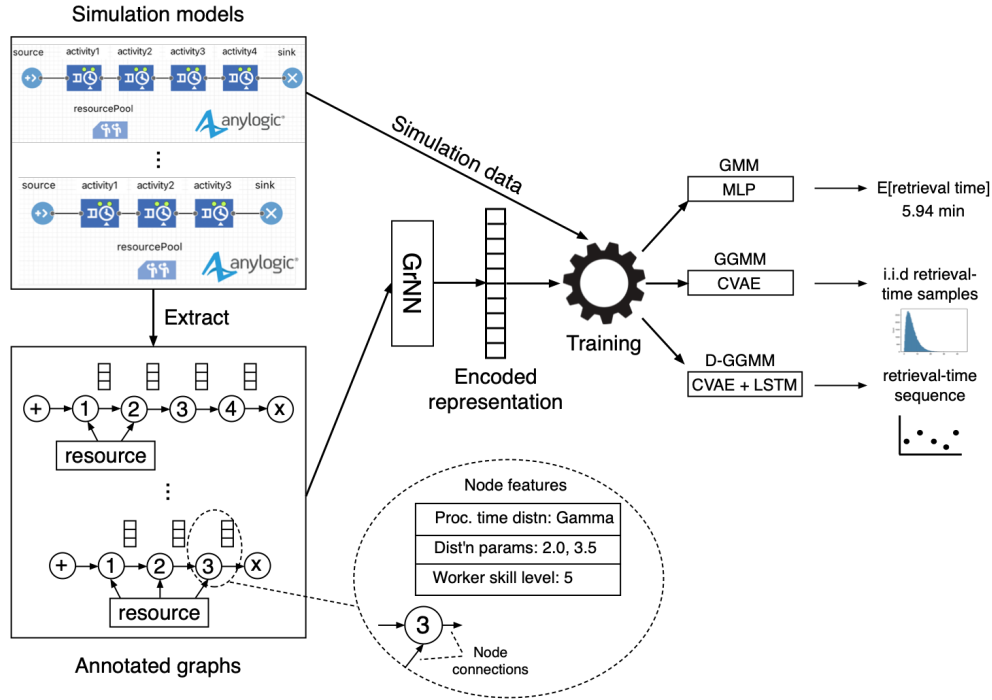 Simulation models
source activity1 activity2 activity3 activity4 sink
resourcePool
anylogic®
source activity1 activity2 activity3 sink
resourcePool
anylogic®
Extract
+ 1 2 3 4 x
resource
+ 1 2 3 x
resource
Annotated graphs
Simulation data
GrNN
Encoded
representation
Training
GMM
MLP
E[retrieval time]
5.94 min
GGMM
CVAE
i.i.d retrieval-
time samples
D-GGMM
CVAE + LSTM
retrieval-time
sequence
Node features
Proc. time distn: Gamma
Dist'n params: 2.0, 3.5
Worker skill level: 5
3
Node
connections